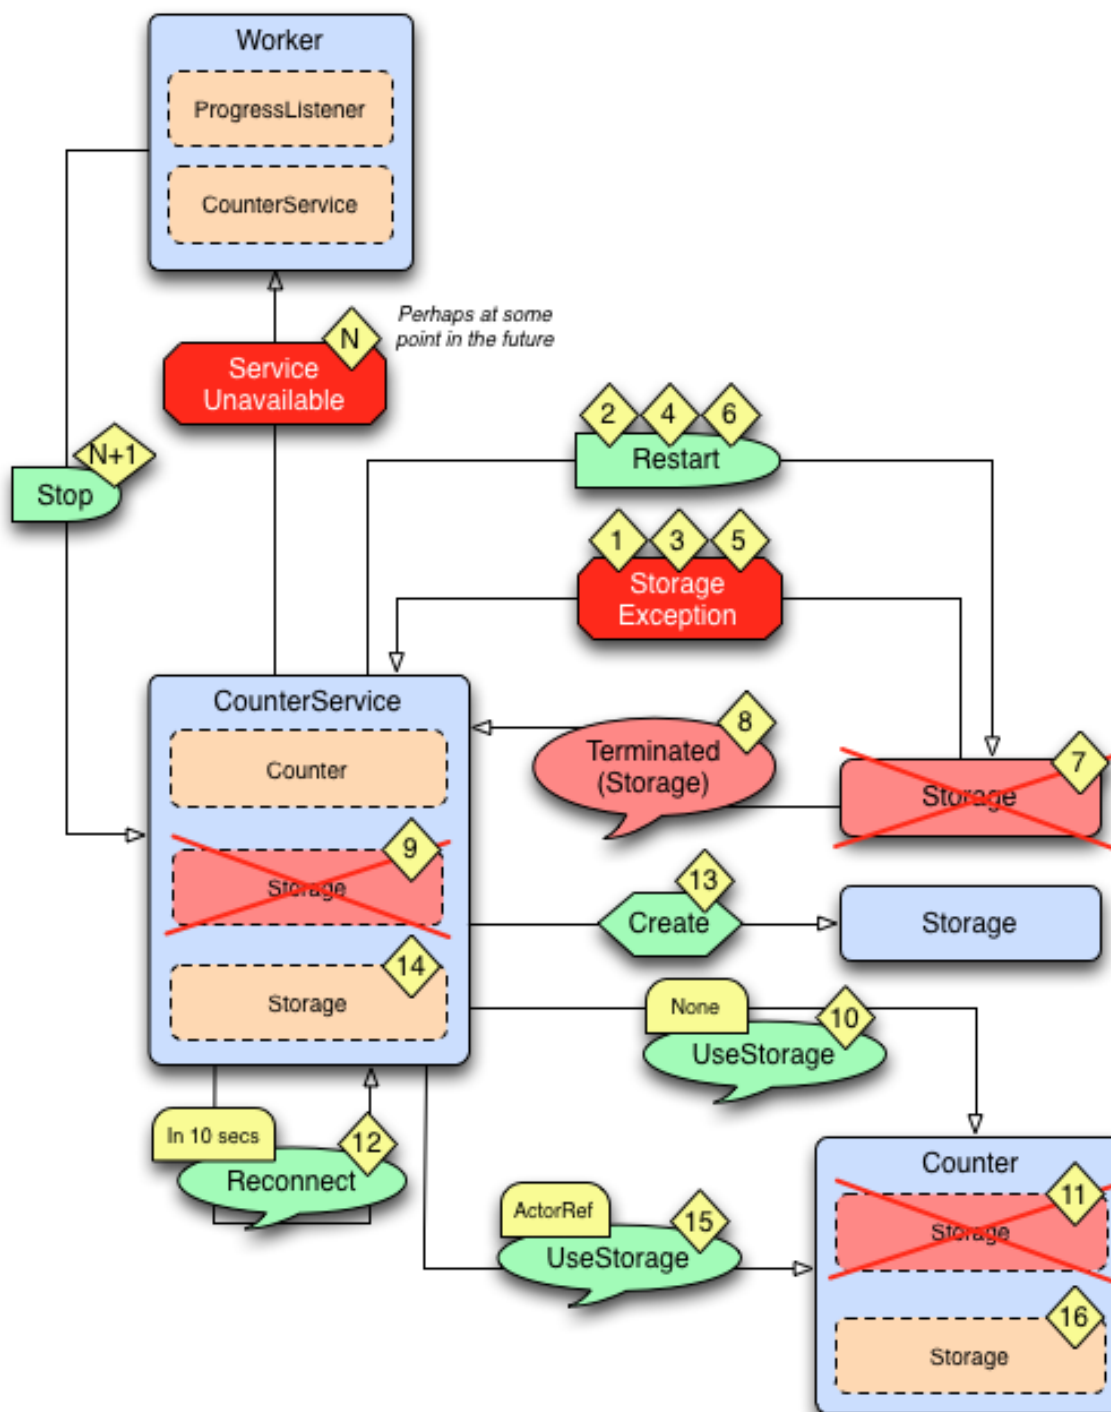 Worker
ProgressListener
CounterService
N
Perhaps at some
point in the future
Service
Unavailable
N+1
Stop
2 4 6
Restart
1 3 5
Storage
Exception
CounterService
Counter
8
Terminated
(Storage)
7
Storage
9
Storage
13
Create
Storage
14
Storage
None
10
UseStorage
In 10 secs
12
Reconnect
Counter
11
Storage
ActorRef
15
UseStorage
16
Storage